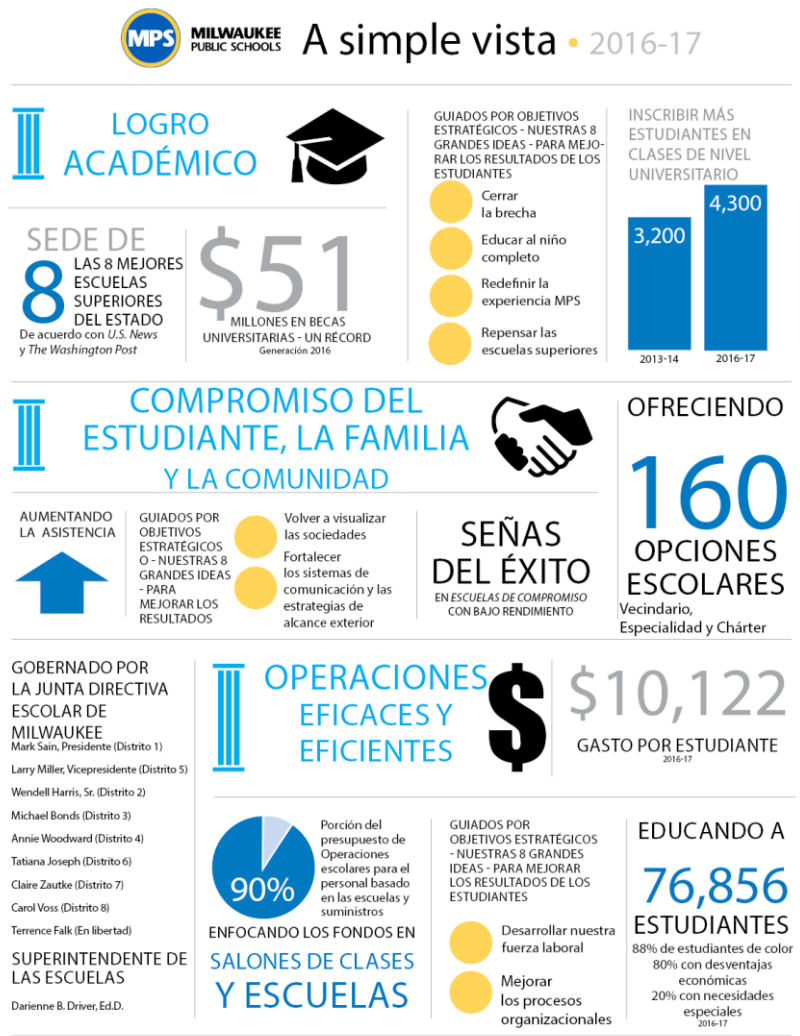 MPS
MILWAUKEE
PUBLIC SCHOOLS
A simple vista • 2016-17
LOGRO
ACADÉMICO
SEDE DE
8
LAS 8 MEJORES
ESCUELAS
SUPERIORES
DEL ESTADO
De acuerdo con U.S. News
y The Washington Post
$51
MILLONES EN BECAS
UNIVERSITARIAS - UN RÉCORD
Generación 2016
GUIADOS POR OBJETIVOS
ESTRATÉGICOS - NUESTRAS 8
GRANDES IDEAS - PARA MEJO-
RAR LOS RESULTADOS DE LOS
ESTUDIANTES
Cerrar
la brecha
Educar al niño
completo
Redefinir la
experiencia MPS
Repensar las
escuelas superiores
INSCRIBIR MÁS
ESTUDIANTES EN
CLASES DE NIVEL
UNIVERSITARIO
3,200
4,300
2013-14
2016-17
COMPROMISO DEL
ESTUDIANTE, LA FAMILIA
Y LA COMUNIDAD
AUMENTANDO
LA ASISTENCIA
GUIADOS POR
OBJETIVOS
ESTRATÉGICOS
O - NUESTRAS 8
GRANDES IDEAS
- PARA
MEJORAR LOS
RESULTADOS
Volver a visualizar
las sociedades
Fortalecer
los sistemas de
comunicación y las
estrategias de
alcance exterior
SEÑAS
DEL ÉXITO
EN ESCUELAS DE COMPROMISO
CON BAJO RENDIMIENTO
OFRECIENDO
160
OPCIONES
ESCOLARES
Vecindario,
Especialidad y Chárter
GOBERNADO POR
LA JUNTA DIRECTIVA
ESCOLAR DE
MILWAUKEE
Mark Sain, Presidente (Distrito 1)
Larry Miller, Vicepresidente (Distrito 5)
Wendell Harris, Sr. (Distrito 2)
Michael Bonds (Distrito 3)
Annie Woodward (Distrito 4)
Tatiana Joseph (Distrito 6)
Claire Zautke (Distrito 7)
Carol Voss (Distrito 8)
Terrence Falk (En libertad)
SUPERINTENDENTE DE
LAS ESCUELAS
Darienne B. Driver, Ed.D.
OPERACIONES
EFICACES Y
EFICIENTES
$
$10,122
GASTO POR ESTUDIANTE
2016-17
90%
Porción del
presupuesto de
Operaciones
escolares para el
personal basado
en las escuelas y
suministros
ENFOCANDO LOS FONDOS EN
SALONES DE CLASES
Y ESCUELAS
GUIADOS POR
OBJETIVOS ESTRATÉGICOS
- NUESTRAS 8 GRANDES
IDEAS - PARA MEJORAR
LOS RESULTADOS DE LOS
ESTUDIANTES
Desarrollar nuestra
fuerza laboral
Mejorar
los procesos
organizacionales
EDUCANDO A
76,856
ESTUDIANTES
88% de estudiantes de color
80% con desventajas
económicas
20% con necesidades
especiales
2016-17